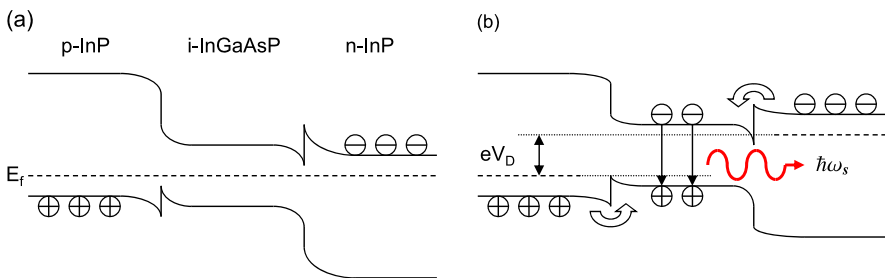 (a)
p-InP i-InGaAsP n-InP
E_f
(b)
eV_D
ħω_s